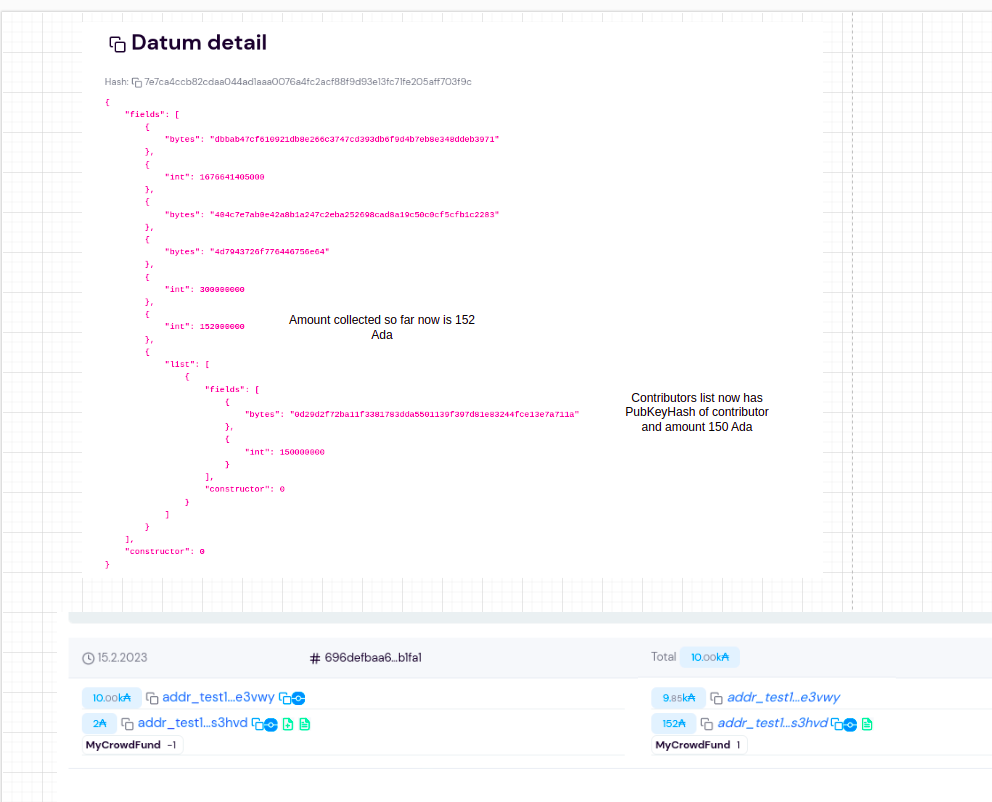 Datum detail
Hash: 7e7ca4ccb82cdaa044ad1aaa0076a4fc2acf88f9d93e13fc71fe205aff703f9c
{
"fields": [
{
"bytes": "dbbab47cf610921db8e266c3747cd393db6f9d4b7eb8e348ddeb3971"
},
{
"int": 1676641405000
},
{
"bytes": "404c7e7ab0e42a8b1a247c2eba252698cad8a19c50c0cf5cfb1c2283"
},
{
"bytes": "4d7943726f776446756e64"
},
{
"int": 300000000
},
{
"int": 152000000
Amount collected so far now is 152
Ada
},
{
"list": [
{
"fields": [
{
"bytes": "0d29d2f72ba11f3381783dda5501139f397d81e83244fce13e7a711a"
Contributors list now has
PubKeyHash of contributor
and amount 150 Ada
},
{
"int": 150000000
}
],
"constructor": 0
}
]
}
],
"constructor": 0
}
15.2.2023 # 696defbaa6...b1fa1 Total 10.00k₳
10.00k₳ addr_test1...e3vwy 9.85k₳ addr_test1...e3vwy
2₳ addr_test1...s3hvd 152₳ addr_test1...s3hvd
MyCrowdFund -1 MyCrowdFund 1